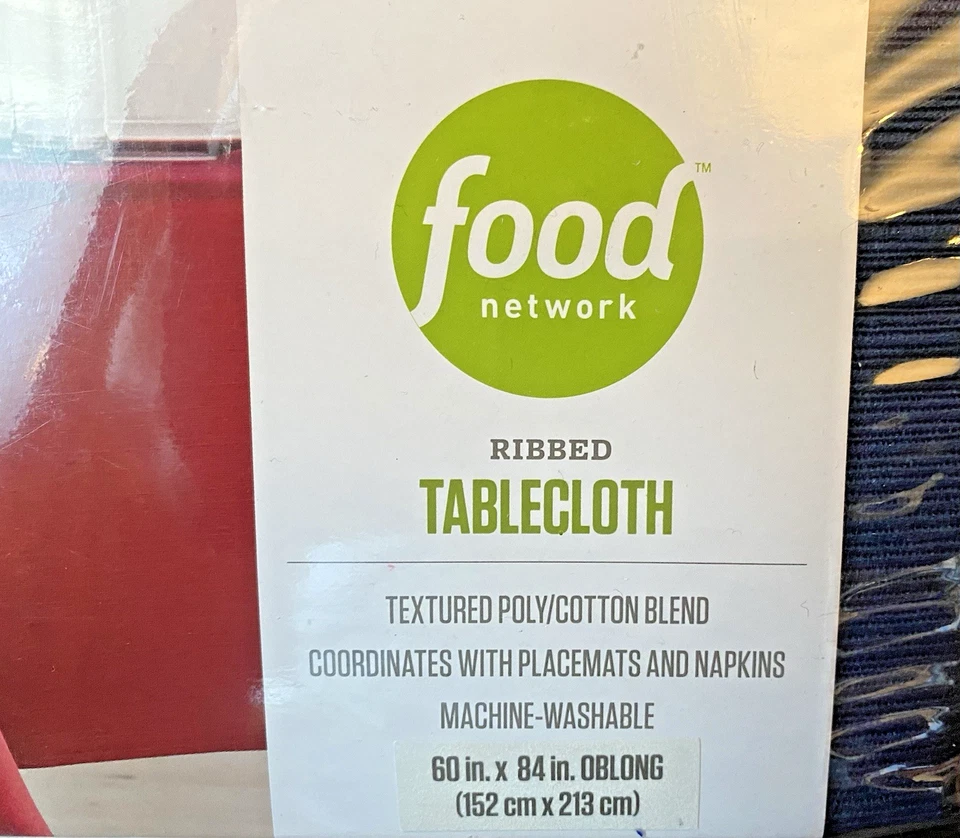 food
TM
network
RIBBED
TABLECLOTH
TEXTURED POLY/COTTON BLEND
COORDINATES WITH PLACEMATS AND NAPKINS
MACHINE-WASHABLE
60 in. x 84 in. OBLONG
(152 cm x 213 cm)